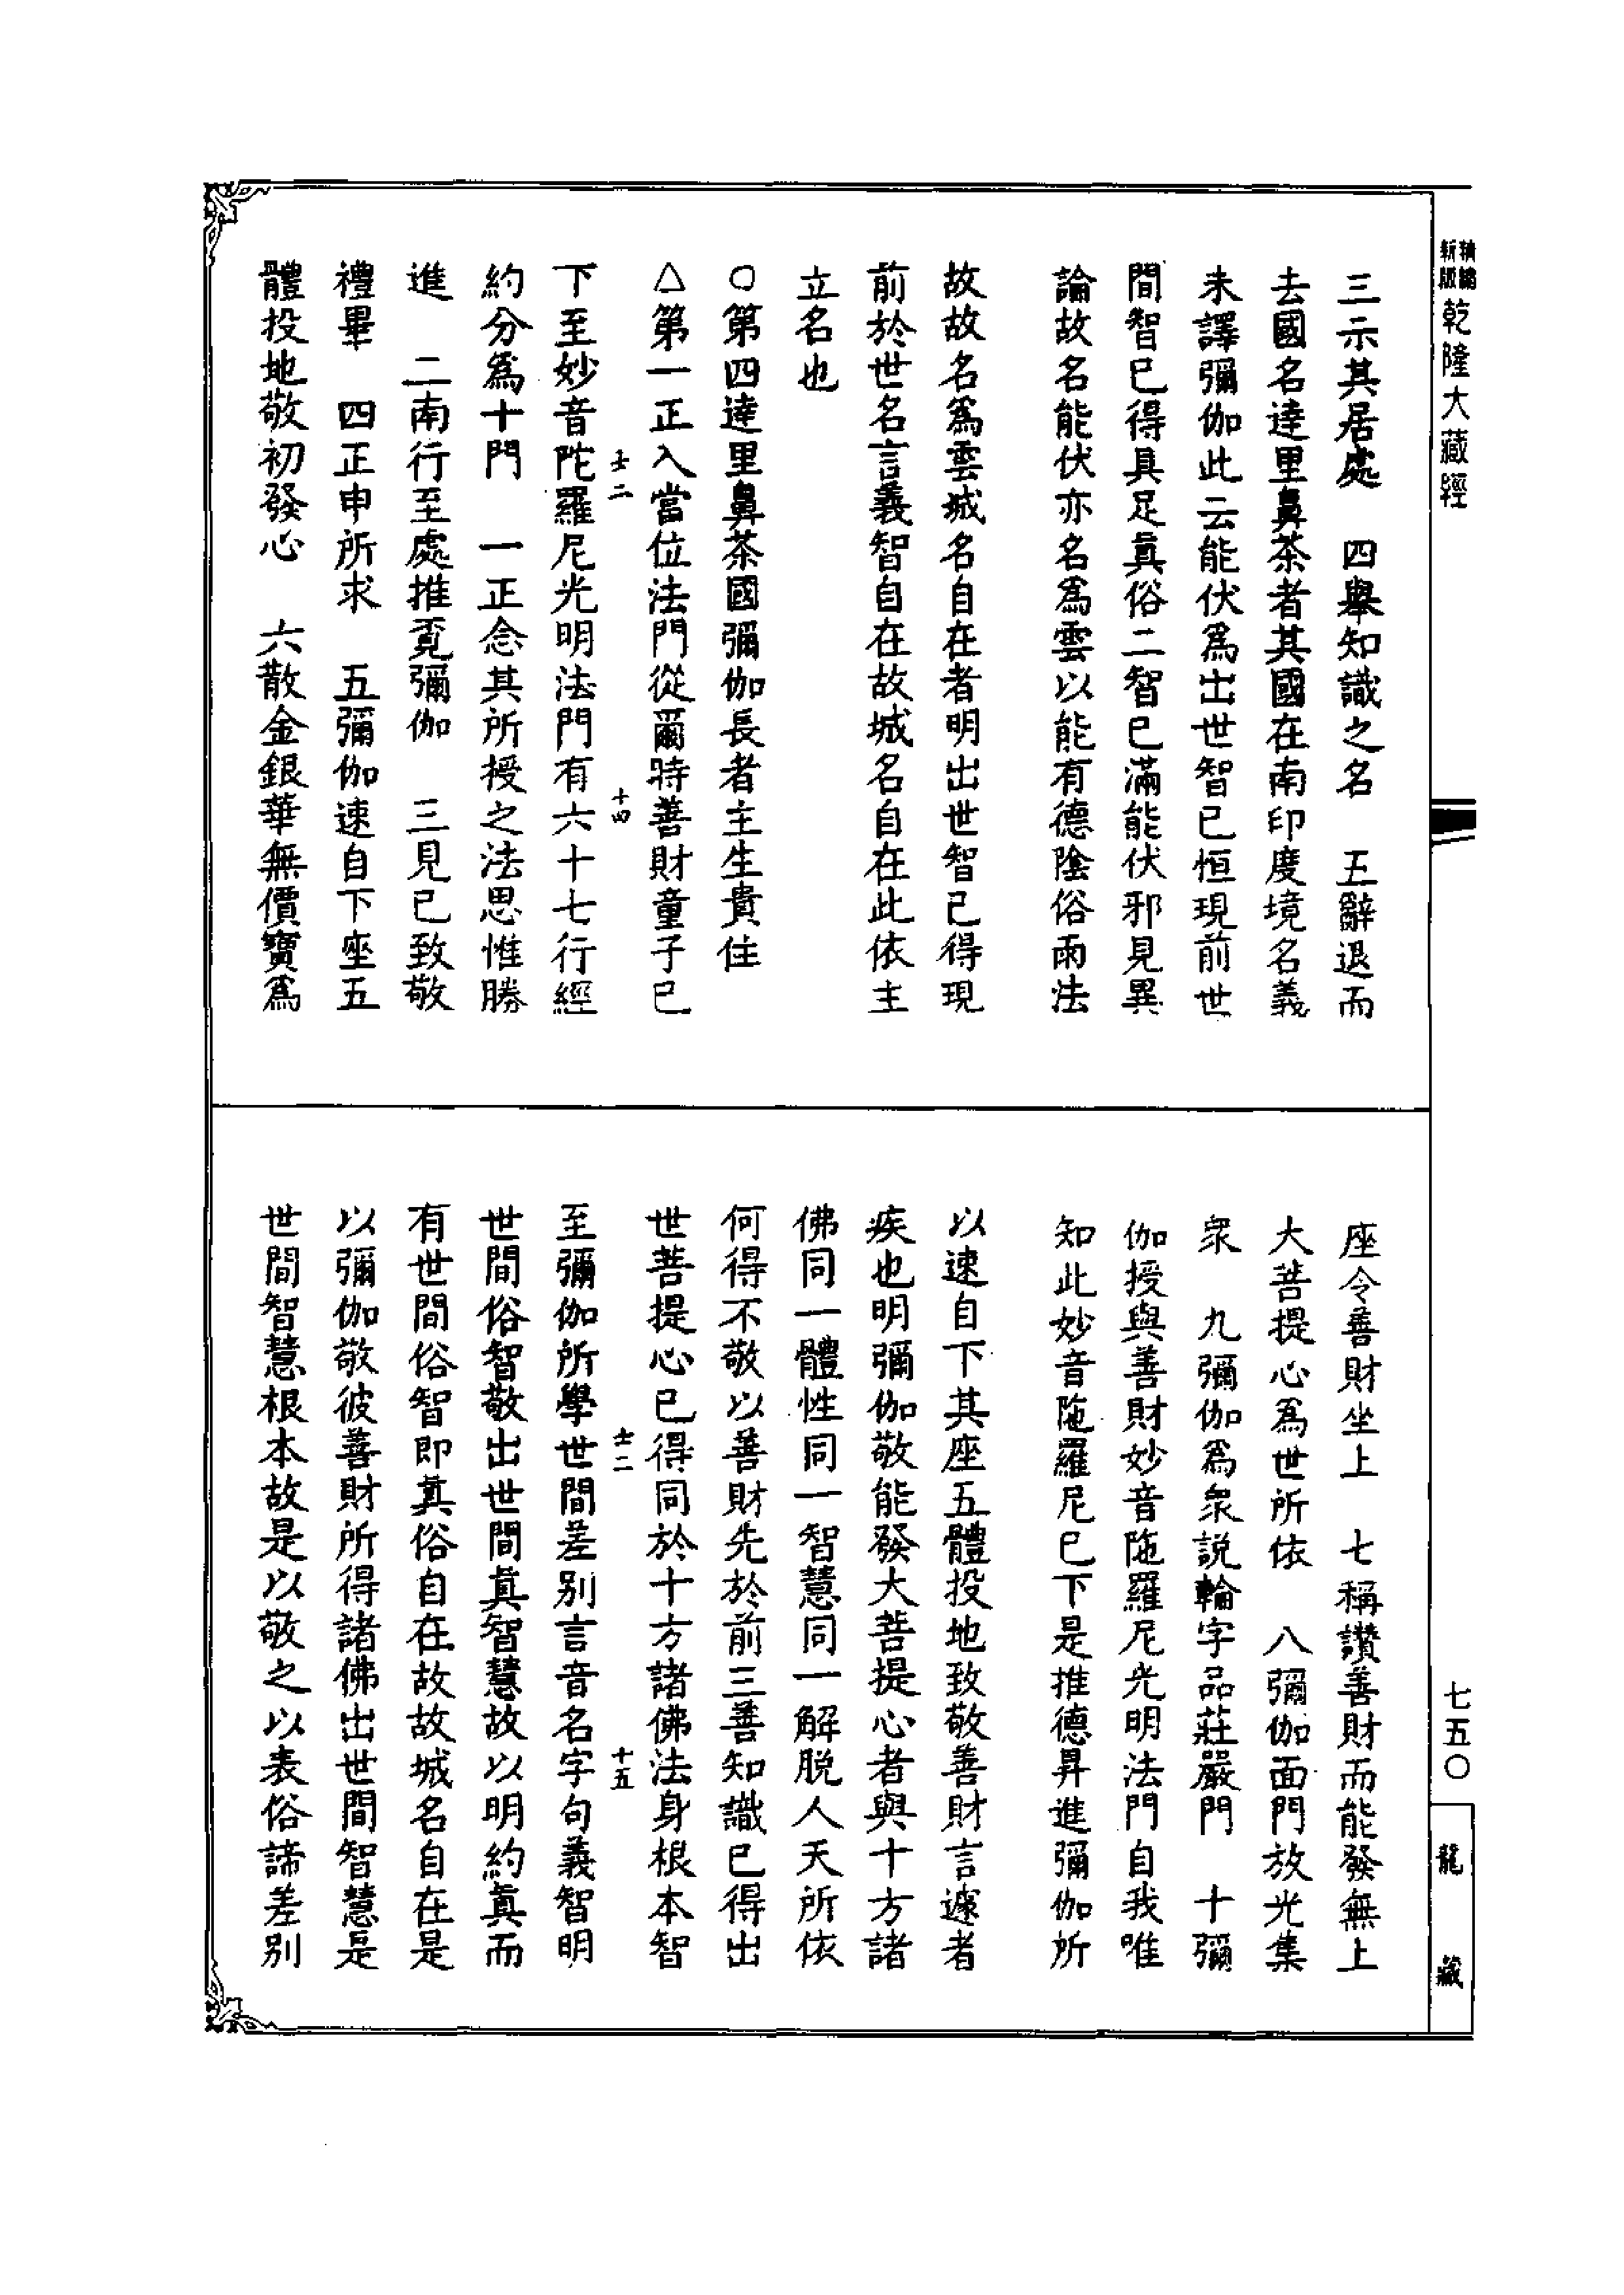 新版精縮乾隆大藏經
三示其居處　四舉知識之名　五辭退而
去國名達里鼻茶者其國在南印度境名義
未譯彌伽此云能伏爲出世智已恒現前世
間智已得具足眞俗二智已滿能伏邪見異
論故名能伏亦名爲雲以能有德陰俗雨法
故故名爲雲城名自在者明出世智已得現
前於世名言義智自在故城名自在此依主
立名也
○第四達里鼻茶國彌伽長者主生貴住
△第一正入當位法門從爾時善財童子已
下至妙音陀羅尼光明法門有六十七行經
約分爲十門　一正念其所授之法思惟勝
進　二南行至處推覓彌伽　三見已致敬
禮畢　四正申所求　五彌伽速自下座五
體投地敬初發心　六散金銀華無價寶爲
十四
座令善財坐上　七稱讚善財而能發無上
大菩提心爲世所依　八彌伽面門放光集
衆　九彌伽爲衆説輪字品莊嚴門　十彌
伽授與善財妙音陁羅尼光明法門自我唯
知此妙音陁羅尼已下是推德昇進彌伽所
以速自下其座五體投地致敬善財言遽者
疾也明彌伽敬能發大菩提心者與十方諸
佛同一體性同一智慧同一解脱人天所依
何得不敬以善財先於前三善知識已得出
世菩提心已得同於十方諸佛法身根本智
至彌伽所學世間差別言音名字句義智明
世間俗智敬出世間眞智慧故以明約眞而
有世間俗智即眞俗自在故故城名自在是
以彌伽敬彼善財所得諸佛出世間智慧是
世間智慧根本故是以敬之以表俗諦差別
十五
七五〇
龍藏